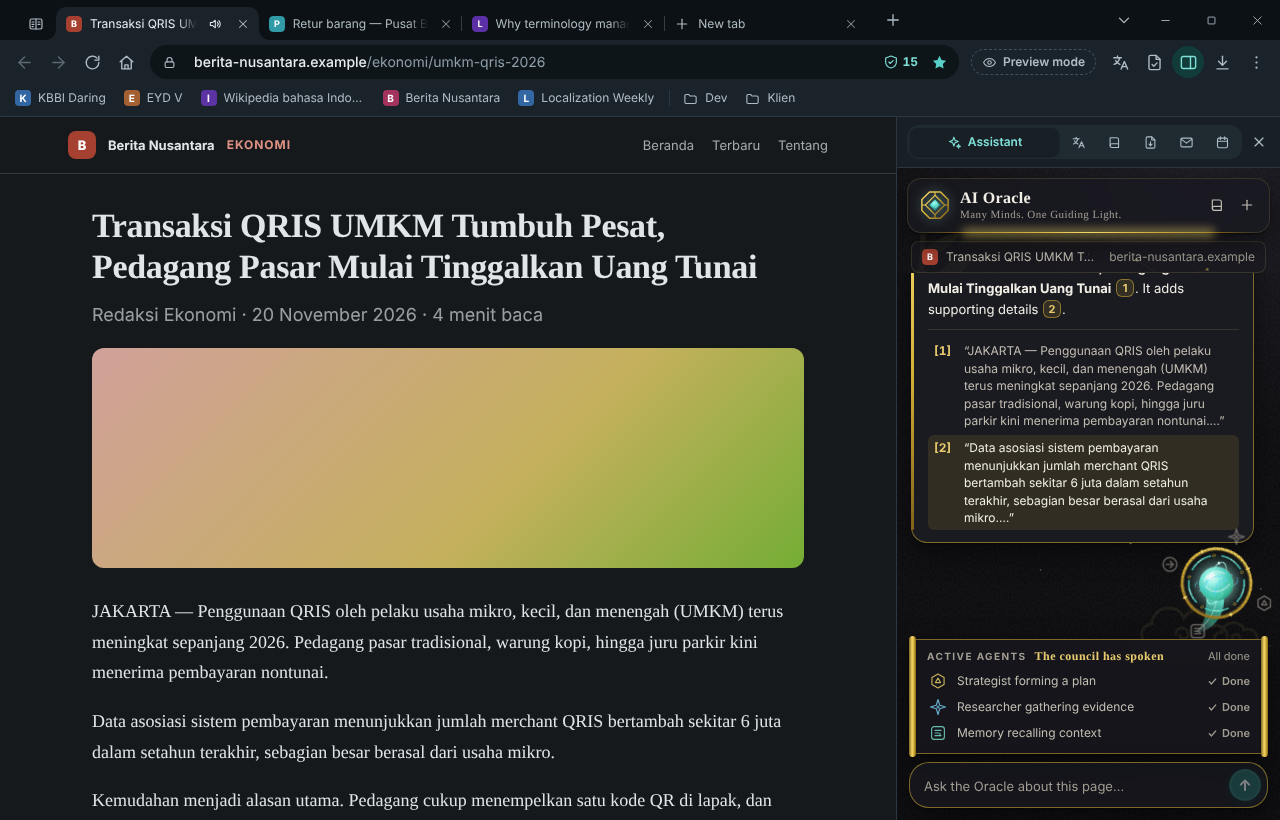 B Transaksi QRIS UM
P Retur barang — Pusat B
L Why terminology mana
New tab
berita-nusantara.example/ekonomi/umkm-qris-2026
15
Preview mode
K KBBI Daring
E EYD V
I Wikipedia bahasa Indo...
B Berita Nusantara
L Localization Weekly
Dev
Klien
B Berita Nusantara EKONOMI
Beranda Terbaru Tentang
Transaksi QRIS UMKM Tumbuh Pesat,
Pedagang Pasar Mulai Tinggalkan Uang Tunai
Redaksi Ekonomi · 20 November 2026 · 4 menit baca
JAKARTA — Penggunaan QRIS oleh pelaku usaha mikro, kecil, dan menengah (UMKM) terus
meningkat sepanjang 2026. Pedagang pasar tradisional, warung kopi, hingga juru parkir kini
menerima pembayaran nontunai.
Data asosiasi sistem pembayaran menunjukkan jumlah merchant QRIS bertambah sekitar 6 juta
dalam setahun terakhir, sebagian besar berasal dari usaha mikro.
Kemudahan menjadi alasan utama. Pedagang cukup menempelkan satu kode QR di lapak, dan
Assistant
AI Oracle
Many Minds. One Guiding Light.
B Transaksi QRIS UMKM T... berita-nusantara.example
Mulai Tinggalkan Uang Tunai 1. It adds
supporting details 2.
[1] “JAKARTA — Penggunaan QRIS oleh pelaku
usaha mikro, kecil, dan menengah (UMKM)
terus meningkat sepanjang 2026. Pedagang
pasar tradisional, warung kopi, hingga juru
parkir kini menerima pembayaran nontunai....”
[2] “Data asosiasi sistem pembayaran
menunjukkan jumlah merchant QRIS
bertambah sekitar 6 juta dalam setahun
terakhir, sebagian besar berasal dari usaha
mikro....”
ACTIVE AGENTS The council has spoken All done
Strategist forming a plan Done
Researcher gathering evidence Done
Memory recalling context Done
Ask the Oracle about this page...